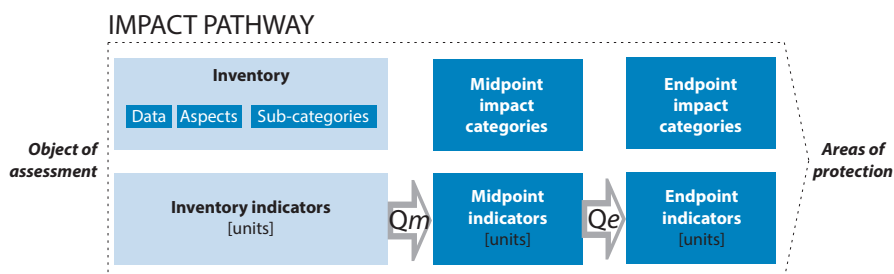 IMPACT PATHWAY
Inventory
Data Aspects Sub-categories
Midpoint
impact
categories
Endpoint
impact
categories
Object of
assessment
Areas of
protection
Inventory indicators
[units]
Qm
Midpoint
indicators
[units]
Qe
Endpoint
indicators
[units]